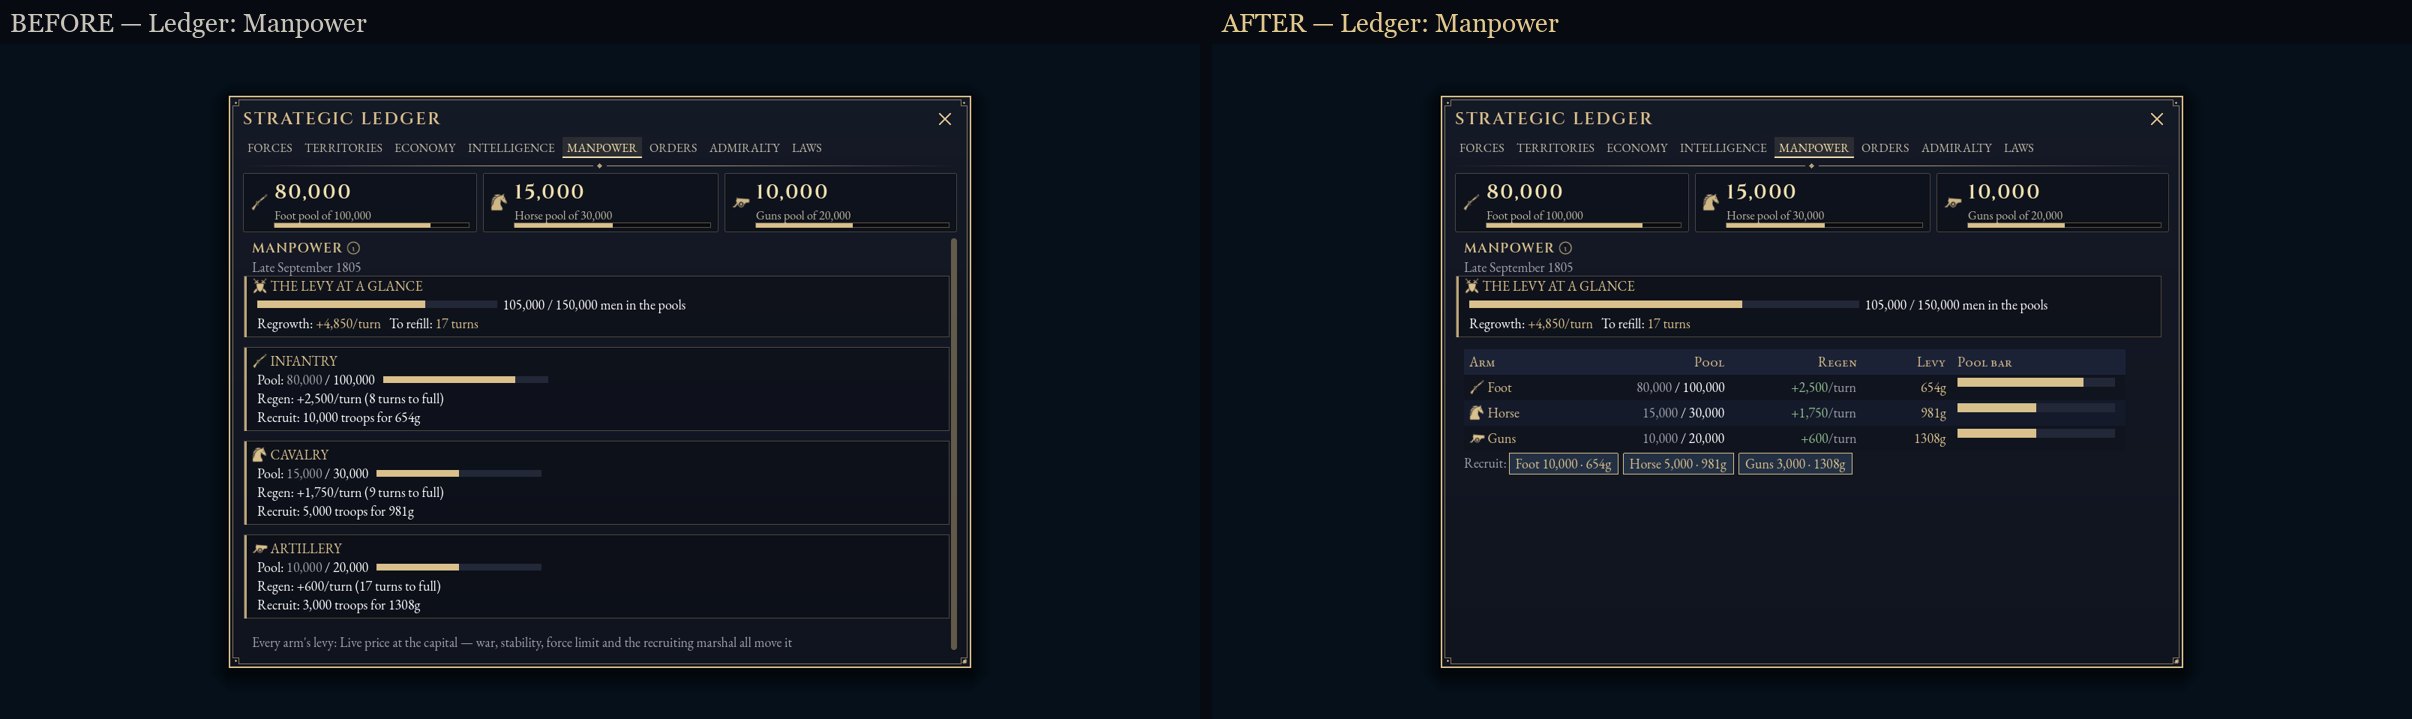 BEFORE — Ledger: Manpower
STRATEGIC LEDGER
FORCES TERRITORIES ECONOMY INTELLIGENCE MANPOWER ORDERS ADMIRALTY LAWS
80,000
Foot pool of 100,000
15,000
Horse pool of 30,000
10,000
Guns pool of 20,000
MANPOWER
Late September 1805
THE LEVY AT A GLANCE
105,000 / 150,000 men in the pools
Regrowth: +4,850/turn To refill: 17 turns
INFANTRY
Pool: 80,000 / 100,000
Regen: +2,500/turn (8 turns to full)
Recruit: 10,000 troops for 654g
CAVALRY
Pool: 15,000 / 30,000
Regen: +1,750/turn (9 turns to full)
Recruit: 5,000 troops for 981g
ARTILLERY
Pool: 10,000 / 20,000
Regen: +600/turn (17 turns to full)
Recruit: 3,000 troops for 1308g
Every arm's levy: Live price at the capital — war, stability, force limit and the recruiting marshal all move it
AFTER — Ledger: Manpower
STRATEGIC LEDGER
FORCES TERRITORIES ECONOMY INTELLIGENCE MANPOWER ORDERS ADMIRALTY LAWS
80,000
Foot pool of 100,000
15,000
Horse pool of 30,000
10,000
Guns pool of 20,000
MANPOWER
Late September 1805
THE LEVY AT A GLANCE
105,000 / 150,000 men in the pools
Regrowth: +4,850/turn To refill: 17 turns
Arm Pool Regen Levy Pool bar
Foot 80,000 / 100,000 +2,500/turn 654g
Horse 15,000 / 30,000 +1,750/turn 981g
Guns 10,000 / 20,000 +600/turn 1308g
Recruit: Foot 10,000 · 654g Horse 5,000 · 981g Guns 3,000 · 1308g